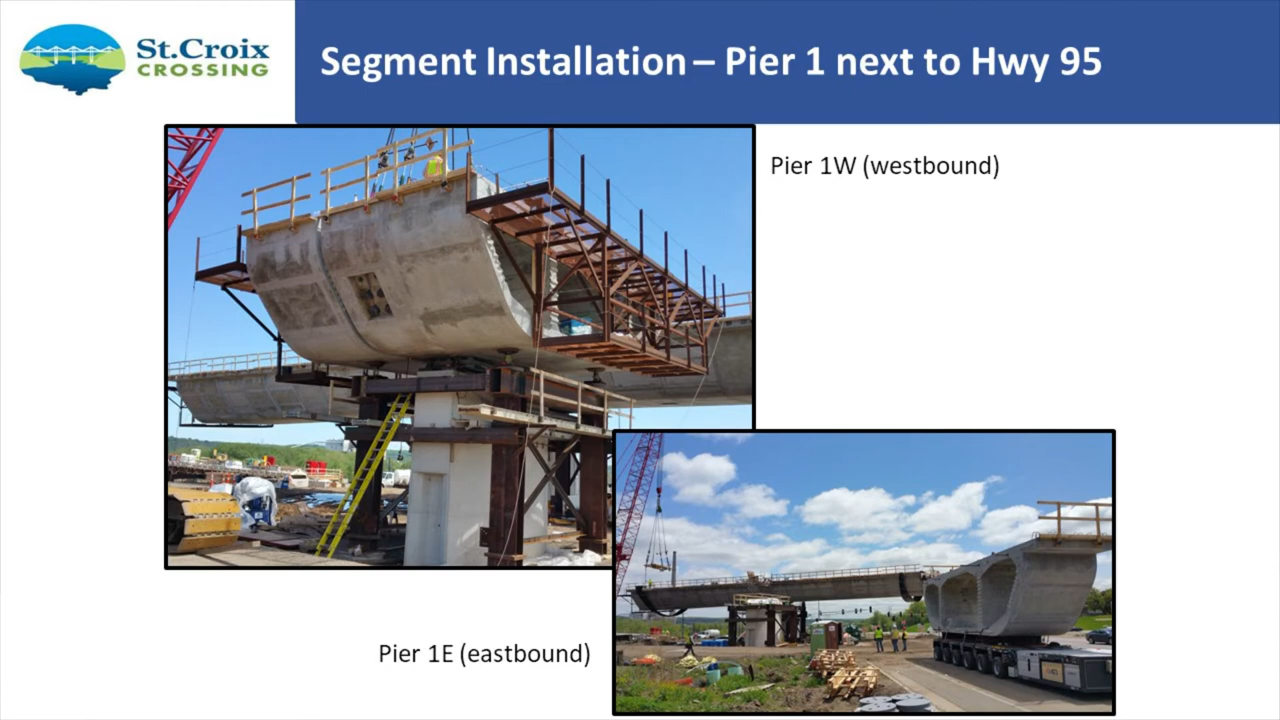 St.Croix
CROSSING
Segment Installation – Pier 1 next to Hwy 95
Pier 1W (westbound)
Pier 1E (eastbound)